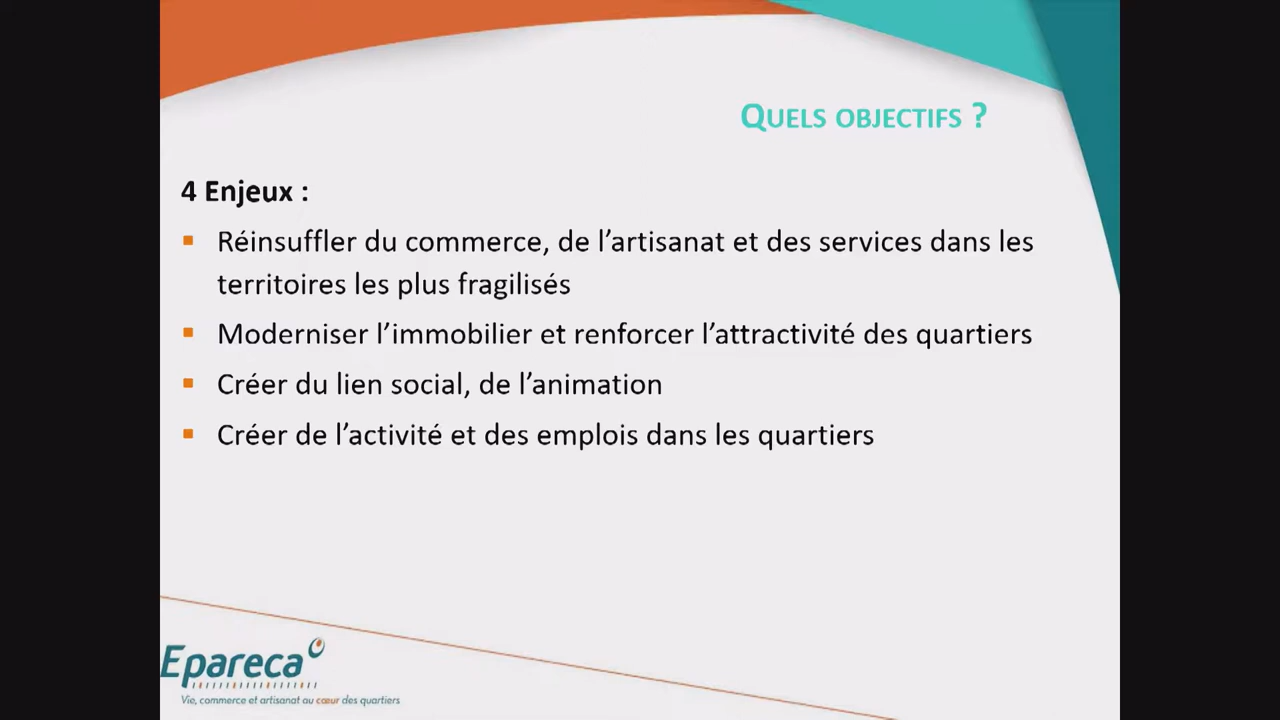 QUELS OBJECTIFS ?
4 Enjeux :
Réinsuffler du commerce, de l’artisanat et des services dans les
territoires les plus fragilisés
Moderniser l’immobilier et renforcer l’attractivité des quartiers
Créer du lien social, de l’animation
Créer de l’activité et des emplois dans les quartiers
Epareca
Vie, commerce et artisanat au cœur des quartiers